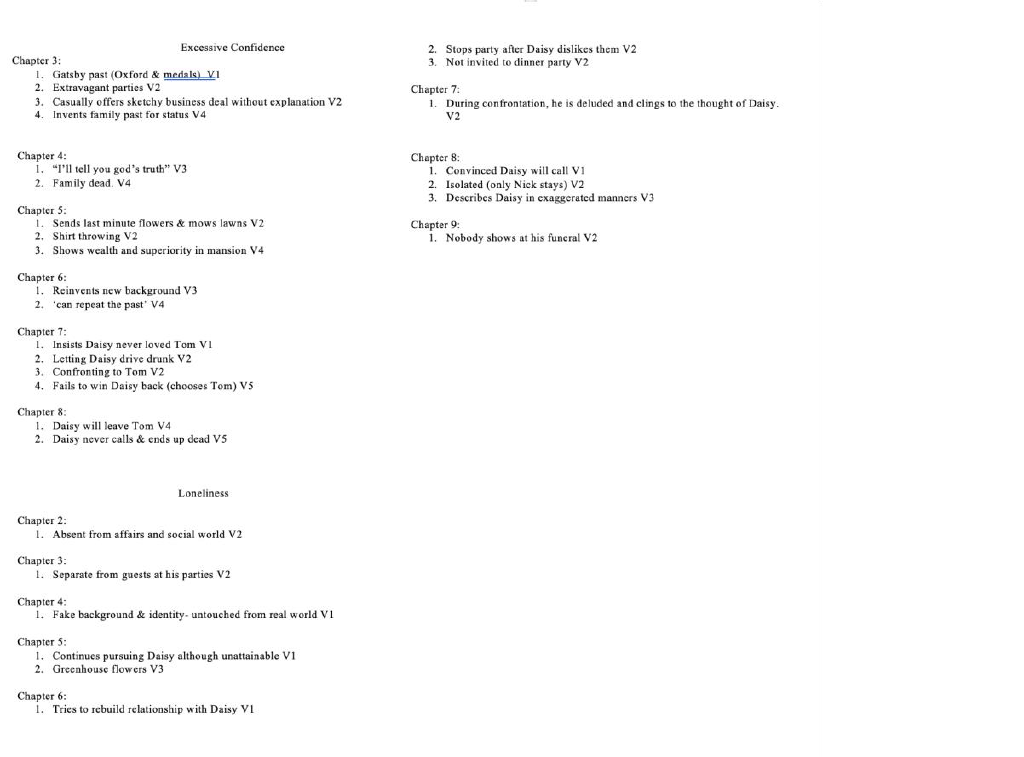 Excessive Confidence
Chapter 3:
1. Gatsby past (Oxford & medals) V1
2. Extravagant parties V2
3. Casually offers sketchy business deal without explanation V2
4. Invents family past for status V4
Chapter 4:
1. “I’ll tell you god’s truth” V3
2. Family dead. V4
Chapter 5:
1. Sends last minute flowers & mows lawns V2
2. Shirt throwing V2
3. Shows wealth and superiority in mansion V4
Chapter 6:
1. Reinvents new background V3
2. ‘can repeat the past’ V4
Chapter 7:
1. Insists Daisy never loved Tom V1
2. Letting Daisy drive drunk V2
3. Confronting to Tom V2
4. Fails to win Daisy back (chooses Tom) V5
Chapter 8:
1. Daisy will leave Tom V4
2. Daisy never calls & ends up dead V5
Loneliness
Chapter 2:
1. Absent from affairs and social world V2
Chapter 3:
1. Separate from guests at his parties V2
Chapter 4:
1. Fake background & identity- untouched from real world V1
Chapter 5:
1. Continues pursuing Daisy although unattainable V1
2. Greenhouse flowers V3
Chapter 6:
1. Tries to rebuild relationship with Daisy V1
2. Stops party after Daisy dislikes them V2
3. Not invited to dinner party V2
Chapter 7:
1. During confrontation, he is deluded and clings to the thought of Daisy.
V2
Chapter 8:
1. Convinced Daisy will call V1
2. Isolated (only Nick stays) V2
3. Describes Daisy in exaggerated manners V3
Chapter 9:
1. Nobody shows at his funeral V2